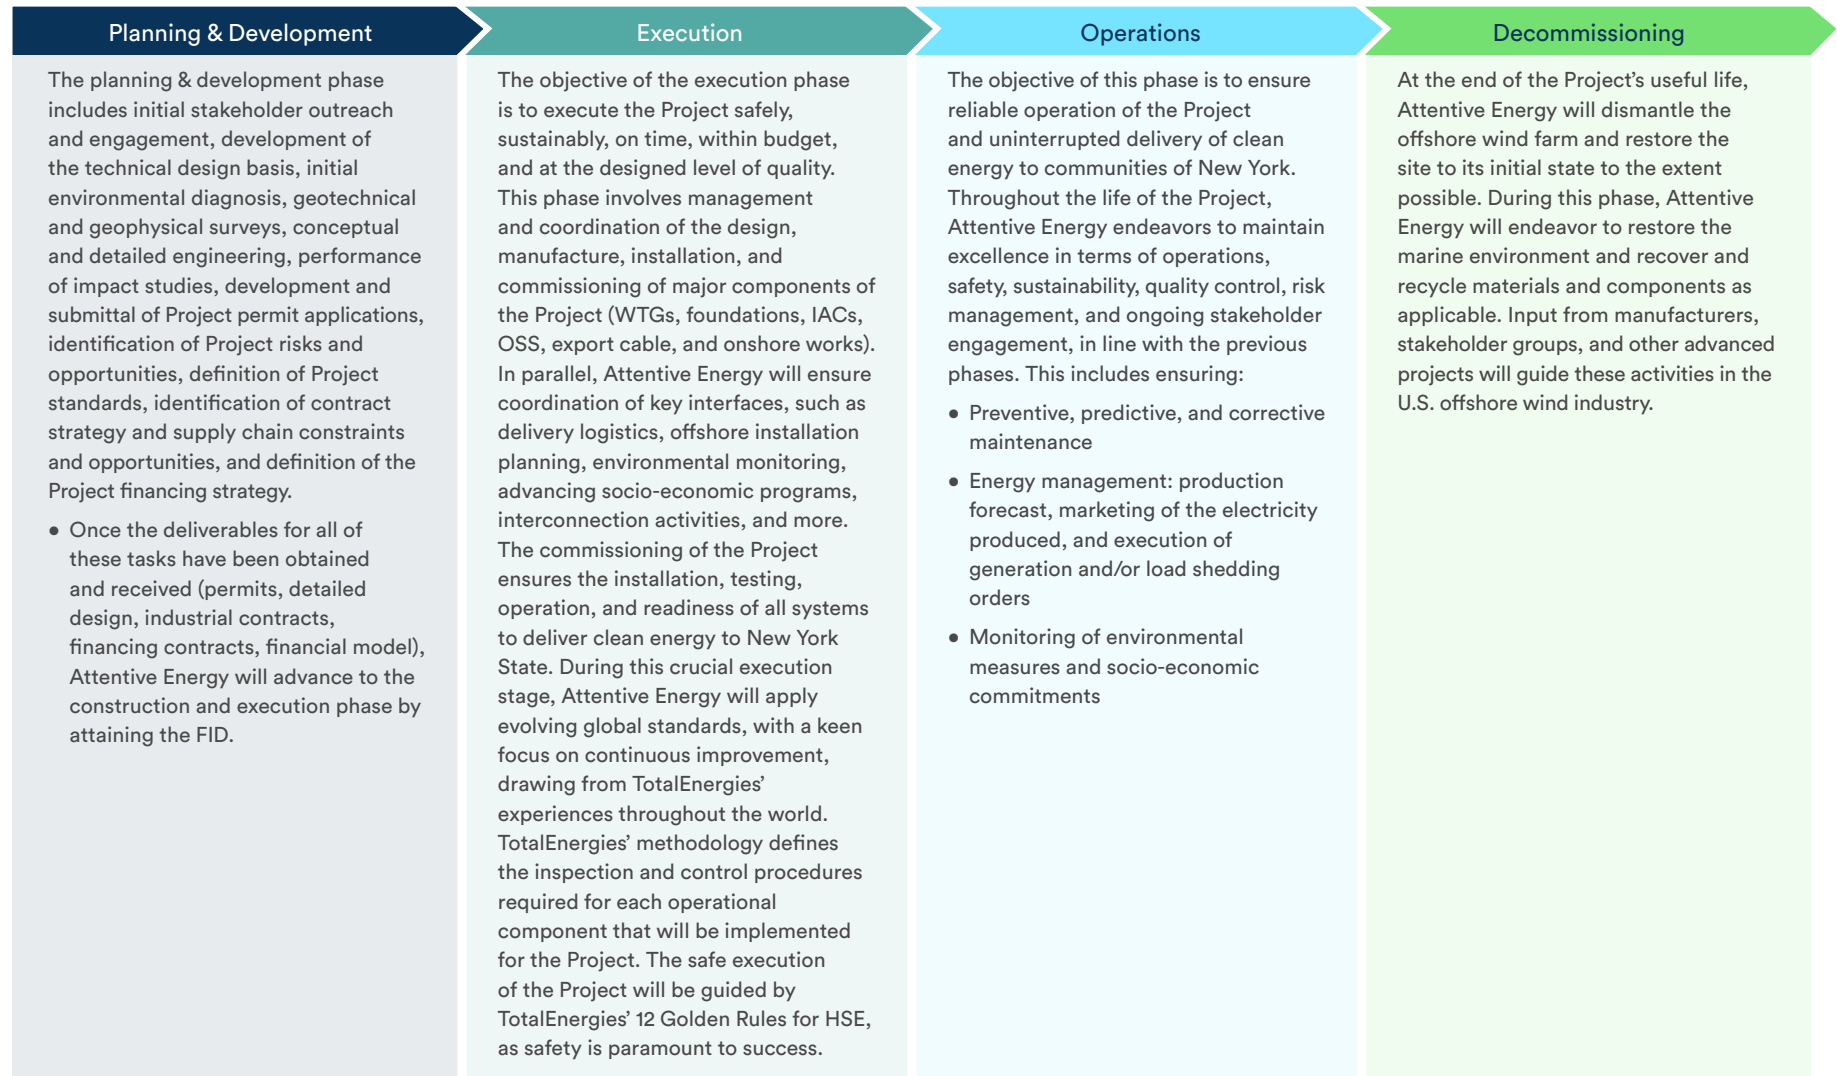 Planning & Development
The planning & development phase
includes initial stakeholder outreach
and engagement, development of
the technical design basis, initial
environmental diagnosis, geotechnical
and geophysical surveys, conceptual
and detailed engineering, performance
of impact studies, development and
submittal of Project permit applications,
identification of Project risks and
opportunities, definition of Project
standards, identification of contract
strategy and supply chain constraints
and opportunities, and definition of the
Project financing strategy.
● Once the deliverables for all of
these tasks have been obtained
and received (permits, detailed
design, industrial contracts,
financing contracts, financial model),
Attentive Energy will advance to the
construction and execution phase by
attaining the FID.
Execution
The objective of the execution phase
is to execute the Project safely,
sustainably, on time, within budget,
and at the designed level of quality.
This phase involves management
and coordination of the design,
manufacture, installation, and
commissioning of major components of
the Project (WTGs, foundations, IACs,
OSS, export cable, and onshore works).
In parallel, Attentive Energy will ensure
coordination of key interfaces, such as
delivery logistics, offshore installation
planning, environmental monitoring,
advancing socio-economic programs,
interconnection activities, and more.
The commissioning of the Project
ensures the installation, testing,
operation, and readiness of all systems
to deliver clean energy to New York
State. During this crucial execution
stage, Attentive Energy will apply
evolving global standards, with a keen
focus on continuous improvement,
drawing from TotalEnergies’
experiences throughout the world.
TotalEnergies’ methodology defines
the inspection and control procedures
required for each operational
component that will be implemented
for the Project. The safe execution
of the Project will be guided by
TotalEnergies’ 12 Golden Rules for HSE,
as safety is paramount to success.
Operations
The objective of this phase is to ensure
reliable operation of the Project
and uninterrupted delivery of clean
energy to communities of New York.
Throughout the life of the Project,
Attentive Energy endeavors to maintain
excellence in terms of operations,
safety, sustainability, quality control, risk
management, and ongoing stakeholder
engagement, in line with the previous
phases. This includes ensuring:
● Preventive, predictive, and corrective
maintenance
● Energy management: production
forecast, marketing of the electricity
produced, and execution of
generation and/or load shedding
orders
● Monitoring of environmental
measures and socio-economic
commitments
Decommissioning
At the end of the Project’s useful life,
Attentive Energy will dismantle the
offshore wind farm and restore the
site to its initial state to the extent
possible. During this phase, Attentive
Energy will endeavor to restore the
marine environment and recover and
recycle materials and components as
applicable. Input from manufacturers,
stakeholder groups, and other advanced
projects will guide these activities in the
U.S. offshore wind industry.